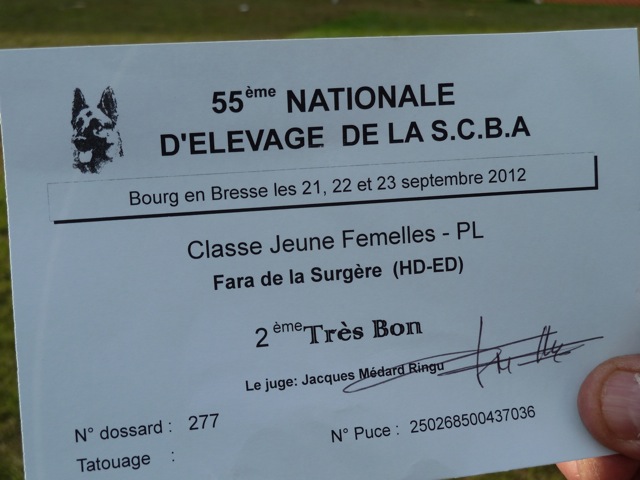 55ème NATIONALE
D'ELEVAGE DE LA S.C.B.A
Bourg en Bresse les 21, 22 et 23 septembre 2012
Classe Jeune Femelles - PL
Fara de la Surgère (HD-ED)
2ème Très Bon
Le juge: Jacques Médard Ringu
N° dossard : 277
N° Puce : 250268500437036
Tatouage :